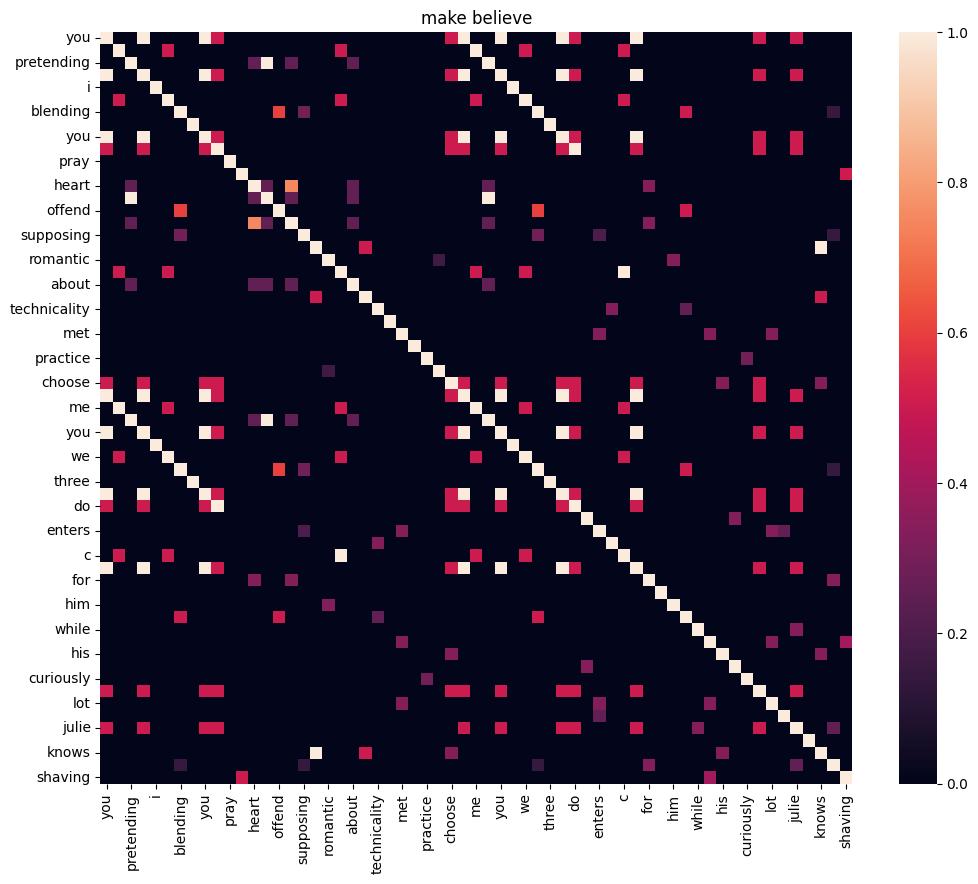 make believe
you
pretending
i
blending
you
pray
heart
offend
supposing
romantic
about
technicality
met
practice
choose
me
you
we
three
do
enters
c
for
him
while
his
curiously
lot
julie
knows
shaving
you
pretending
i
blending
you
pray
heart
offend
supposing
romantic
about
technicality
met
practice
choose
me
you
we
three
do
enters
c
for
him
while
his
curiously
lot
julie
knows
shaving
1.0
0.8
0.6
0.4
0.2
0.0